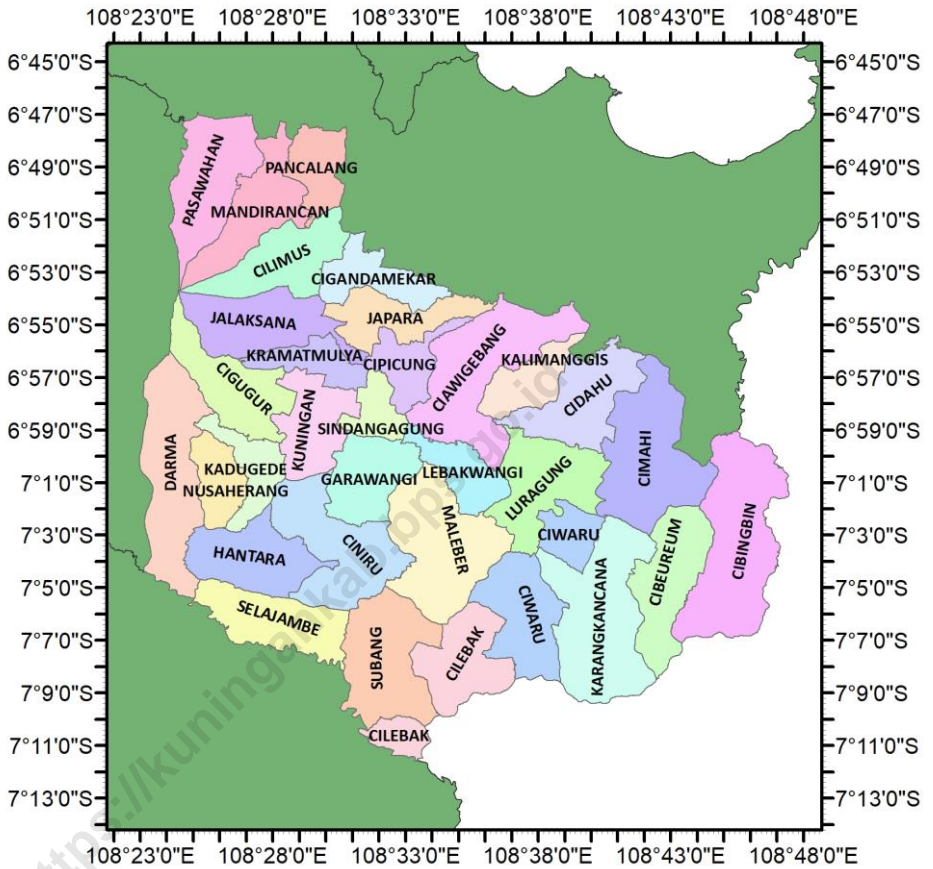 108°23'0"E 108°28'0"E 108°33'0"E 108°38'0"E 108°43'0"E 108°48'0"E
6°45'0"S 6°45'0"S
6°47'0"S 6°47'0"S
6°49'0"S 6°49'0"S
6°51'0"S 6°51'0"S
6°53'0"S 6°53'0"S
6°55'0"S 6°55'0"S
6°57'0"S 6°57'0"S
6°59'0"S 6°59'0"S
7°1'0"S 7°1'0"S
7°3'0"S 7°3'0"S
7°5'0"S 7°5'0"S
7°7'0"S 7°7'0"S
7°9'0"S 7°9'0"S
7°11'0"S 7°11'0"S
7°13'0"S 7°13'0"S
108°23'0"E 108°28'0"E 108°33'0"E 108°38'0"E 108°43'0"E 108°48'0"E
PASAWAHAN
PANCALANG
MANDIRANCAN
CILIMUS
CIGANDAMEKAR
JALAKSANA
JAPARA
KRAMATMULYA
CIPICUNG
CIAWIGEBANG
KALIMANGGIS
CIDAHU
CIGUGUR
KUNINGAN
SINDANGAGUNG
CIMAHI
DARMA
KADUGEDE
NUSAHERANG
GARAWANGI
LEBAKWANGI
LURAGUNG
MALEBER
CIWARU
HANTARA
CINIRU
CIBEUREUM
CIBINGBIN
SELAJAMBE
SUBANG
CILEBAK
CIWARU
KARANGKANCANA
CILEBAK
https://kuningankab.bps.go.id